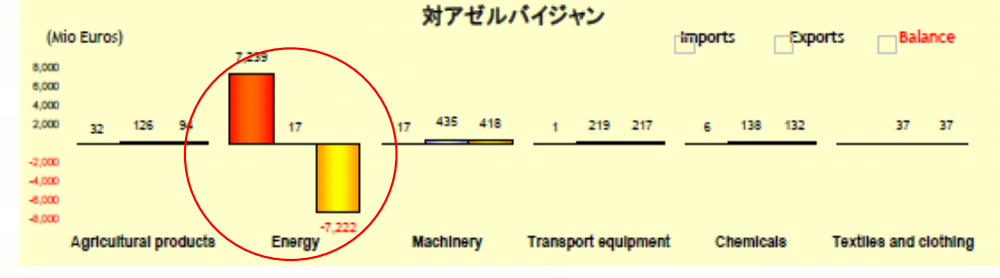 対アゼルバイジャン
(Mio Euros)
Imports Exports Balance
8,000
6,000
4,000
2,000
-2,000
-4,000
-6,000
-8,000
32 126 94
7,239 17 -7,222
17 435 418
1 219 217
6 138 132
37 37
Agricultural products Energy Machinery Transport equipment Chemicals Textiles and clothing